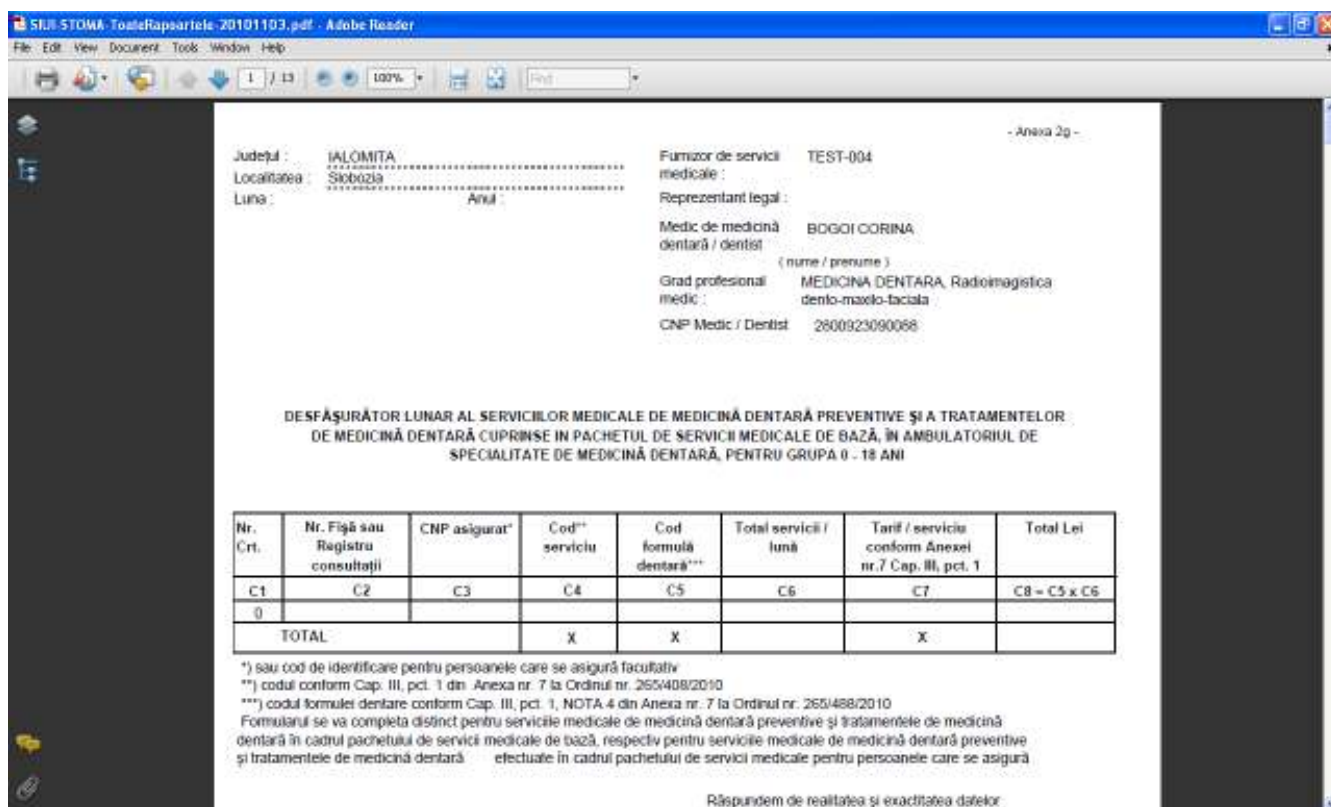 SIUI-STOMA-ToateRapoartele-20101103.pdf - Adobe Reader
File Edit View Document Tools Window Help
1 / 13 100% Find
- Anexa 2g -
Judeţul : IALOMITA
Localitatea : Slobozia
Luna : Anul :
Furnizor de servicii TEST-004
medicale :
Reprezentant legal :
Medic de medicină BOGOI CORINA
dentară / dentist
( nume / prenume )
Grad profesional MEDICINA DENTARA, Radioimagistica
medic : dento-maxilo-faciala
CNP Medic / Dentist 2800923090088
DESFĂŞURĂTOR LUNAR AL SERVICIILOR MEDICALE DE MEDICINĂ DENTARĂ PREVENTIVE ŞI A TRATAMENTELOR
DE MEDICINĂ DENTARĂ CUPRINSE IN PACHETUL DE SERVICII MEDICALE DE BAZĂ, ÎN AMBULATORIUL DE
SPECIALITATE DE MEDICINĂ DENTARĂ, PENTRU GRUPA 0 - 18 ANI
Nr. Nr. Fişă sau CNP asigurat* Cod** Cod Total servicii / Tarif / serviciu Total Lei
Crt. Registru serviciu formulă lună conform Anexei
consultaţii dentară*** nr.7 Cap. III, pct. 1
C1 C2 C3 C4 C5 C6 C7 C8 = C5 x C6
0
TOTAL X X X
*) sau cod de identificare pentru persoanele care se asigură facultativ
**) codul conform Cap. III, pct. 1 din Anexa nr. 7 la Ordinul nr. 265/408/2010
***) codul formulei dentare conform Cap. III, pct. 1, NOTA 4 din Anexa nr. 7 la Ordinul nr. 265/488/2010
Formularul se va completa distinct pentru serviciile medicale de medicină dentară preventive şi tratamentele de medicină
dentară în cadrul pachetului de servicii medicale de bază, respectiv pentru serviciile medicale de medicină dentară preventive
şi tratamentele de medicină dentară efectuate în cadrul pachetului de servicii medicale pentru persoanele care se asigură
Răspundem de realitatea şi exactitatea datelor